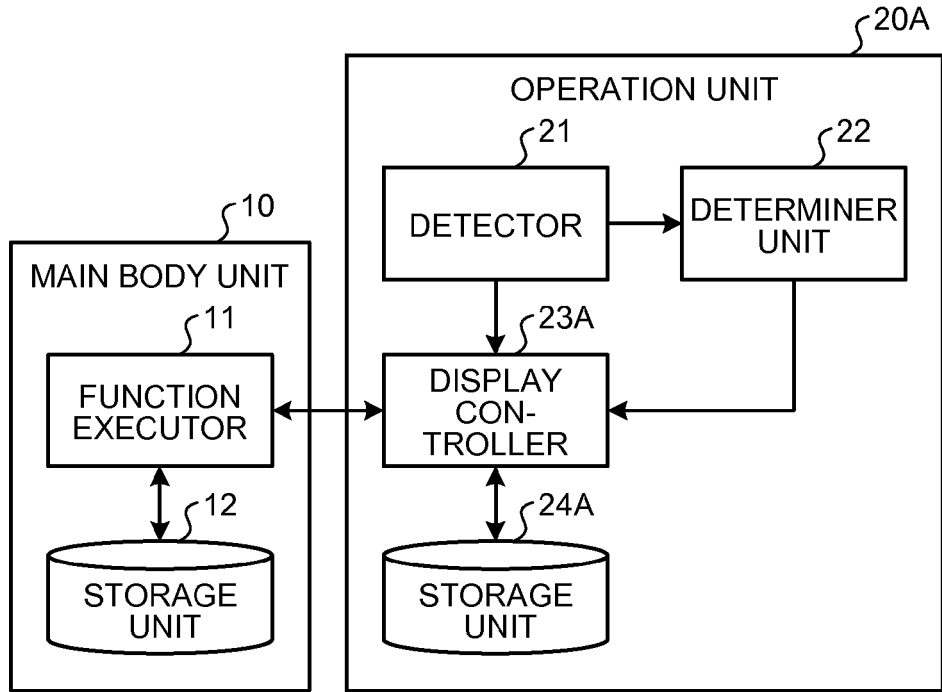 20A
OPERATION UNIT
21
22
DETECTOR
DETERMINER
UNIT
10
MAIN BODY UNIT
11
FUNCTION
EXECUTOR
23A
DISPLAY
CON-
TROLLER
12
STORAGE
UNIT
24A
STORAGE
UNIT